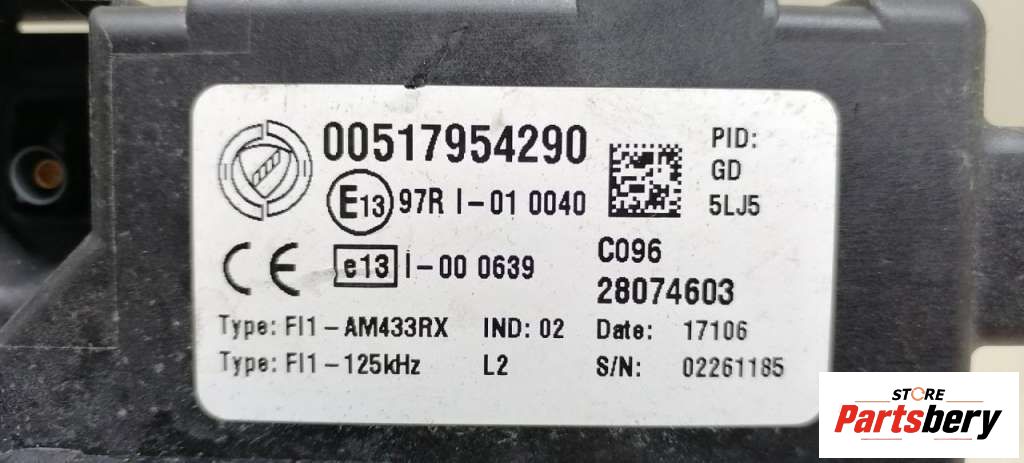 00517954290
E13 97R I-01 0040
CE e13 I-00 0639
Type: FI1-AM433RX IND: 02
Type: FI1-125kHz L2
PID:
GD
5LJ5
C096
28074603
Date: 17106
S/N: 02261185
STORE
Partsbery